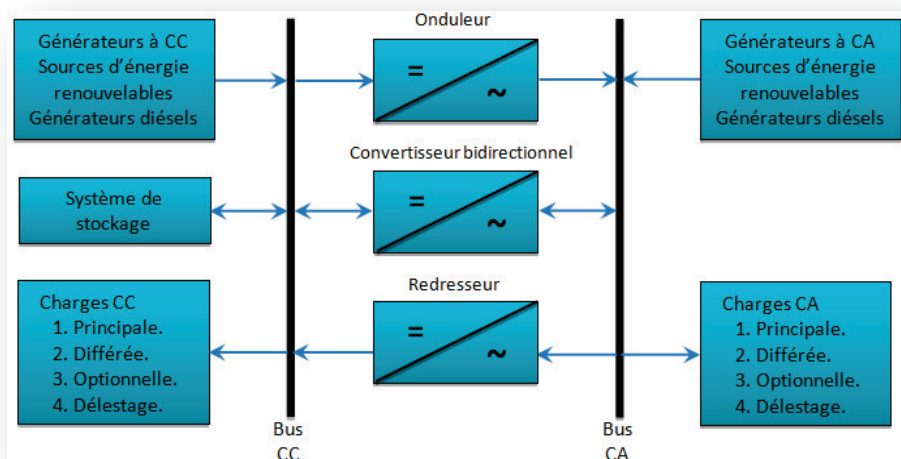 Onduleur
Générateurs à CC
Sources d'énergie
renouvelables
Générateurs diésels
=
~
Générateurs à CA
Sources d'énergie
renouvelables
Générateurs diésels
Convertisseur bidirectionnel
Système de
stockage
=
~
Redresseur
Charges CC
1. Principale.
2. Différée.
3. Optionnelle.
4. Délestage.
=
~
Charges CA
1. Principale.
2. Différée.
3. Optionnelle.
4. Délestage.
Bus
CC
Bus
CA